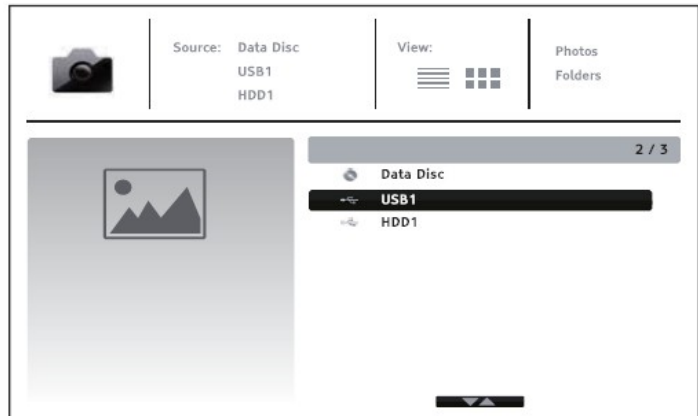 Source: Data Disc
USB1
HDD1
View:
Photos
Folders
2 / 3
Data Disc
USB1
HDD1